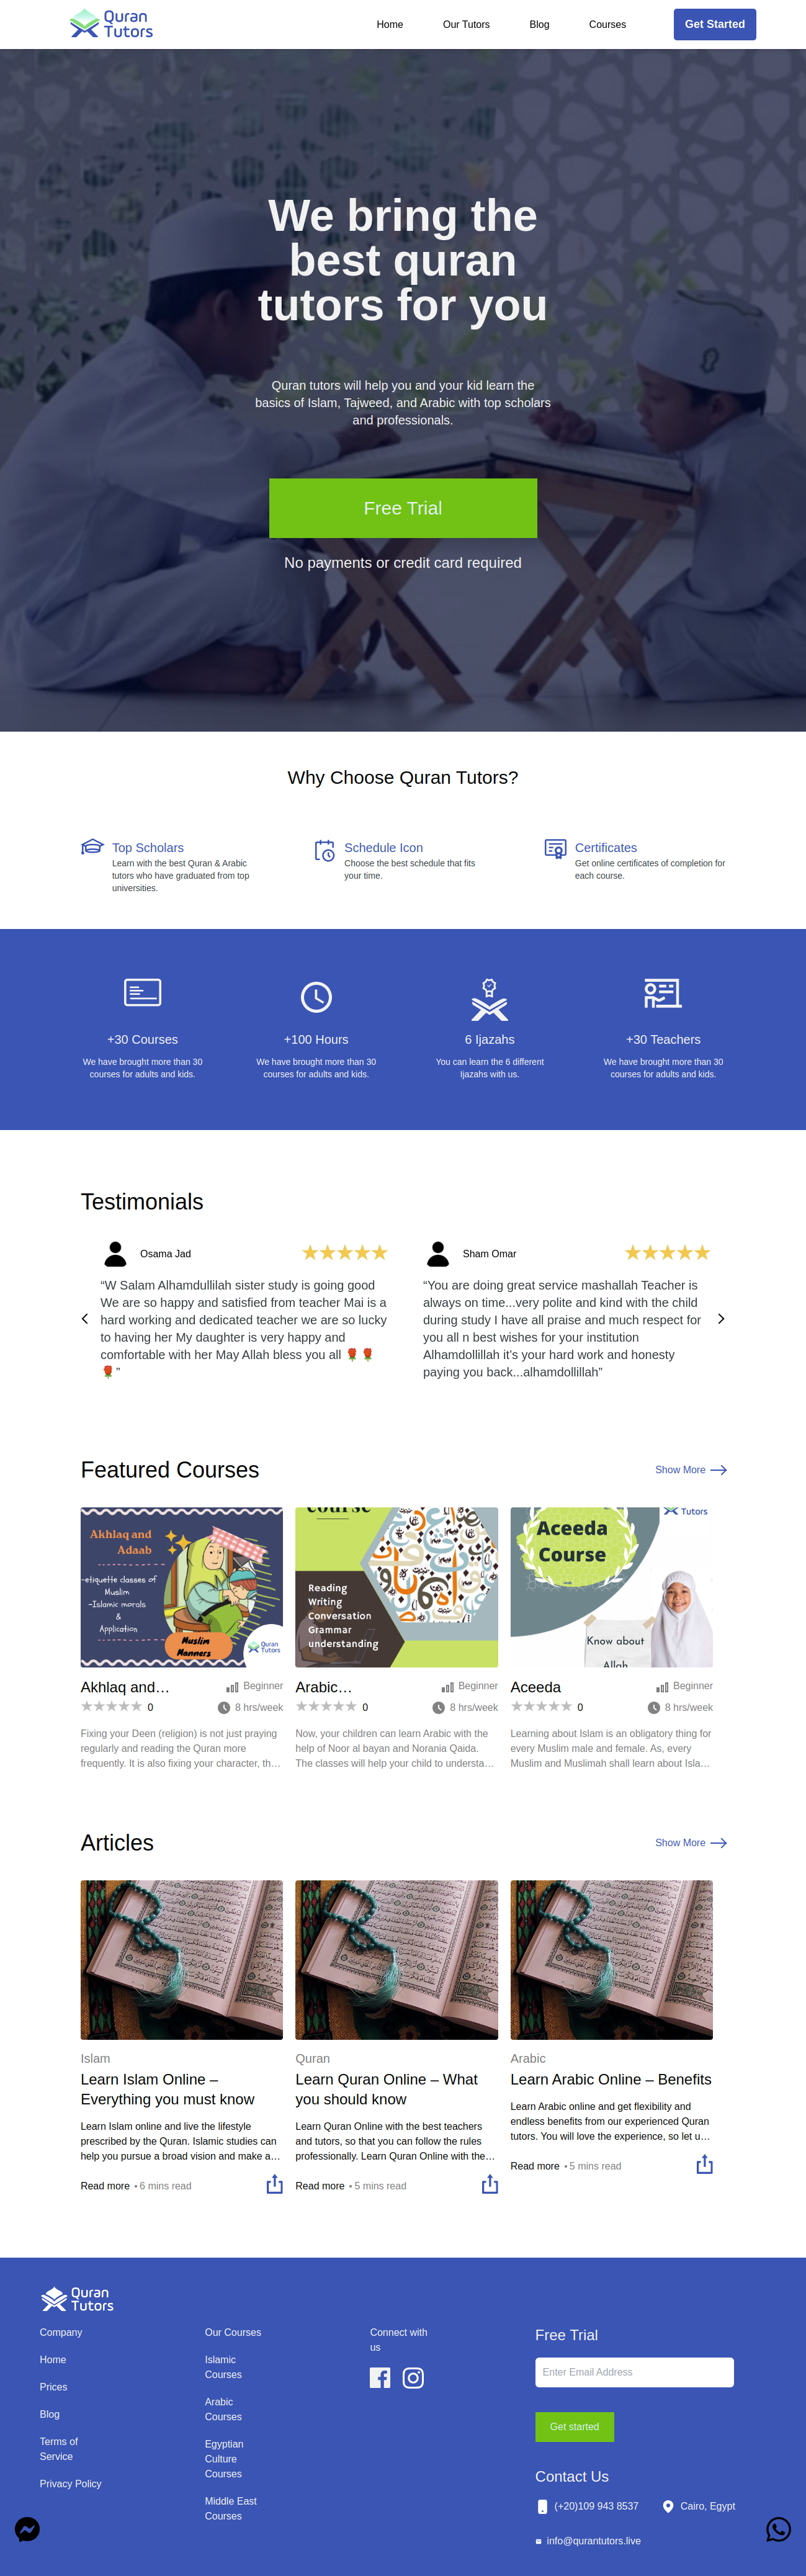 Quran
Tutors
Home
Our Tutors
Blog
Courses
Get Started
We bring the
best quran
tutors for you
Quran tutors will help you and your kid learn the
basics of Islam, Tajweed, and Arabic with top scholars
and professionals.
Free Trial
No payments or credit card required
Why Choose Quran Tutors?
Top Scholars
Learn with the best Quran & Arabic
tutors who have graduated from top
universities.
Schedule Icon
Choose the best schedule that fits
your time.
Certificates
Get online certificates of completion for
each course.
+30 Courses
We have brought more than 30
courses for adults and kids.
+100 Hours
We have brought more than 30
courses for adults and kids.
6 Ijazahs
You can learn the 6 different
Ijazahs with us.
+30 Teachers
We have brought more than 30
courses for adults and kids.
Testimonials
Osama Jad
“W Salam Alhamdullilah sister study is going good
We are so happy and satisfied from teacher Mai is a
hard working and dedicated teacher we are so lucky
to having her My daughter is very happy and
comfortable with her May Allah bless you all 🌹🌹
🌹”
Sham Omar
“You are doing great service mashallah Teacher is
always on time...very polite and kind with the child
during study I have all praise and much respect for
you all n best wishes for your institution
Alhamdollillah it’s your hard work and honesty
paying you back...alhamdollillah”
Featured Courses
Show More
Akhlaq and
Adaab
-etiquette classes of
Muslim
-Islamic morals
&
Application
Muslim
Manners
Quran
Tutors
Akhlaq and…
Beginner
0
8 hrs/week
Fixing your Deen (religion) is not just praying
regularly and reading the Quran more
frequently. It is also fixing your character, th…
course
Reading
Writing
Conversation
Grammar
understanding
Arabic…
Beginner
0
8 hrs/week
Now, your children can learn Arabic with the
help of Noor al bayan and Norania Qaida.
The classes will help your child to understa…
Tutors
Aceeda
Course
Know about
Allah
Aceeda
Beginner
0
8 hrs/week
Learning about Islam is an obligatory thing for
every Muslim male and female. As, every
Muslim and Muslimah shall learn about Isla…
Articles
Show More
Islam
Learn Islam Online –
Everything you must know
Learn Islam online and live the lifestyle
prescribed by the Quran. Islamic studies can
help you pursue a broad vision and make a…
Read more • 6 mins read
Quran
Learn Quran Online – What
you should know
Learn Quran Online with the best teachers
and tutors, so that you can follow the rules
professionally. Learn Quran Online with the…
Read more • 5 mins read
Arabic
Learn Arabic Online – Benefits
Learn Arabic online and get flexibility and
endless benefits from our experienced Quran
tutors. You will love the experience, so let u…
Read more • 5 mins read
Quran
Tutors
Company
Home
Prices
Blog
Terms of
Service
Privacy Policy
Our Courses
Islamic
Courses
Arabic
Courses
Egyptian
Culture
Courses
Middle East
Courses
Connect with
us
Free Trial
Enter Email Address
Get started
Contact Us
(+20)109 943 8537
Cairo, Egypt
info@qurantutors.live